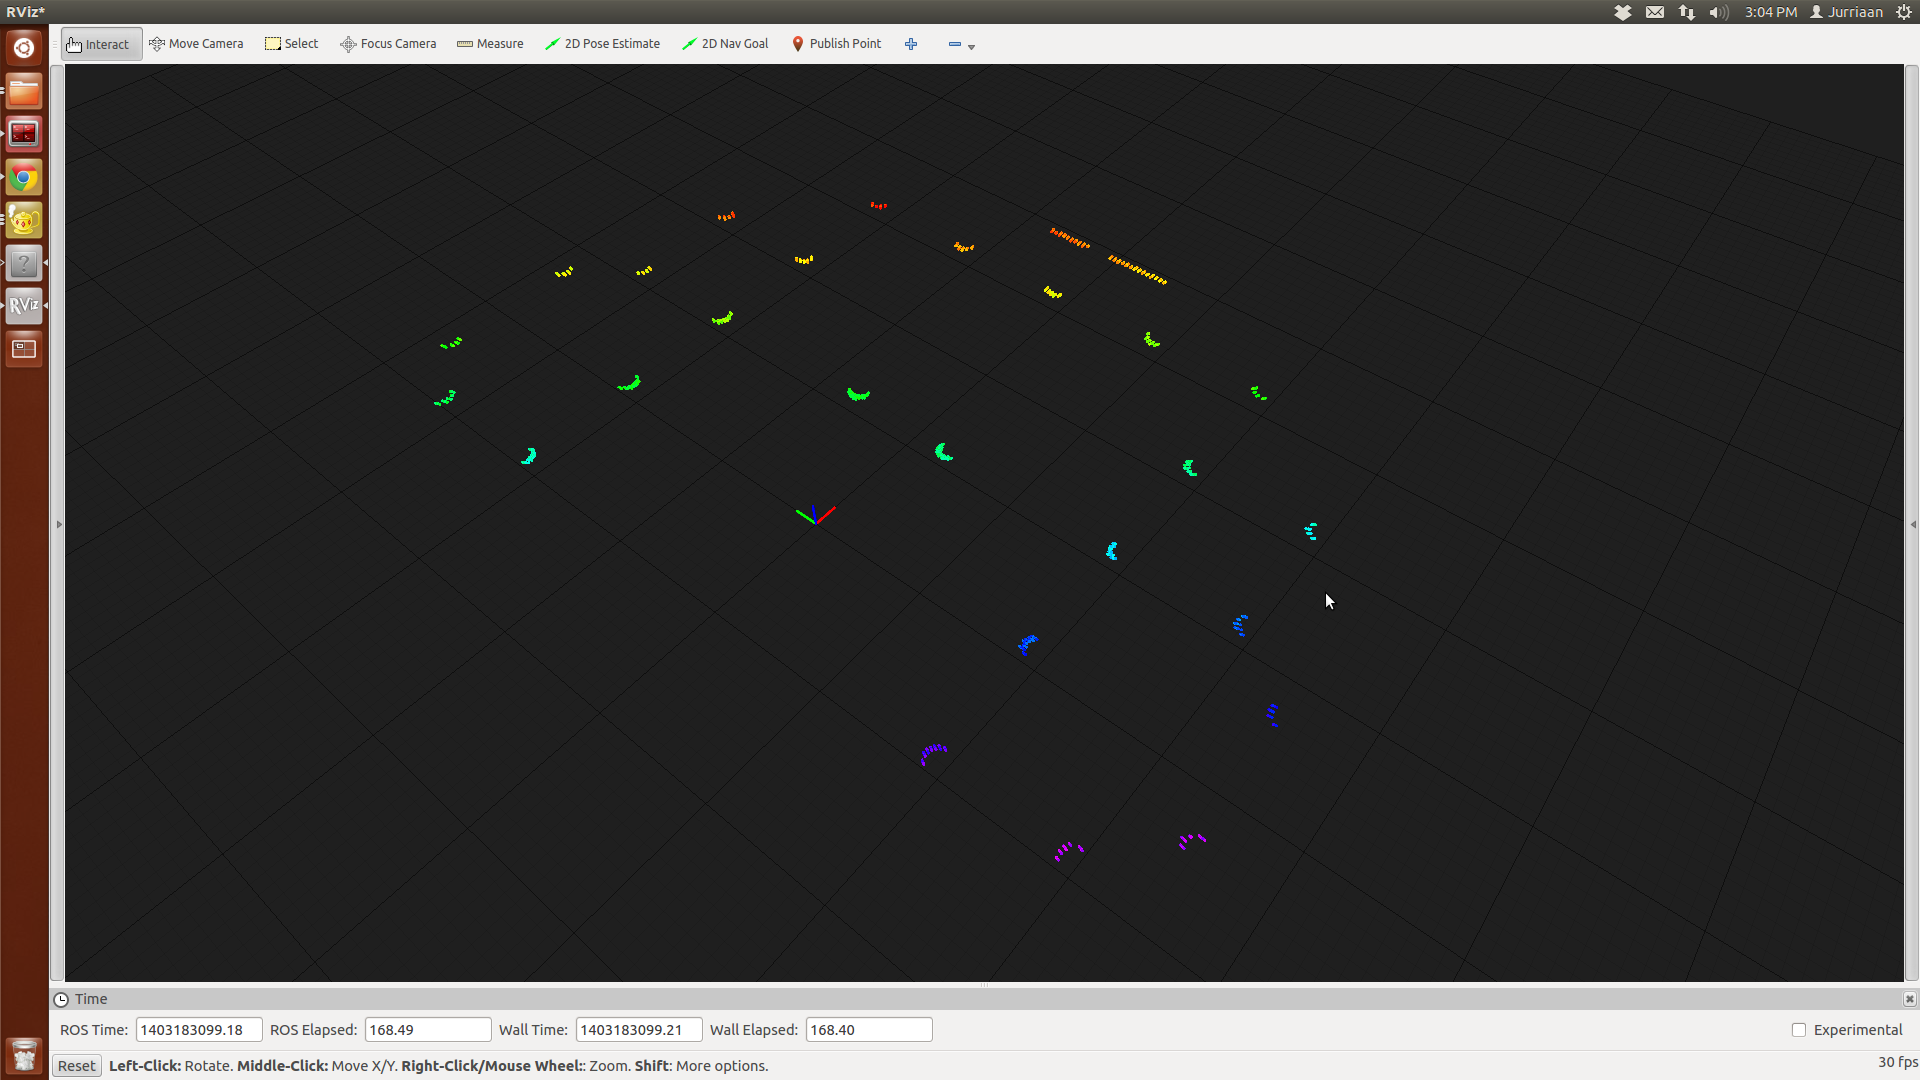 RViz*
3:04 PM Jurriaan
Interact Move Camera Select Focus Camera Measure 2D Pose Estimate 2D Nav Goal Publish Point
RViz
Time
ROS Time: 1403183099.18 ROS Elapsed: 168.49 Wall Time: 1403183099.21 Wall Elapsed: 168.40 Experimental
Reset Left-Click: Rotate. Middle-Click: Move X/Y. Right-Click/Mouse Wheel:: Zoom. Shift: More options. 30 fps